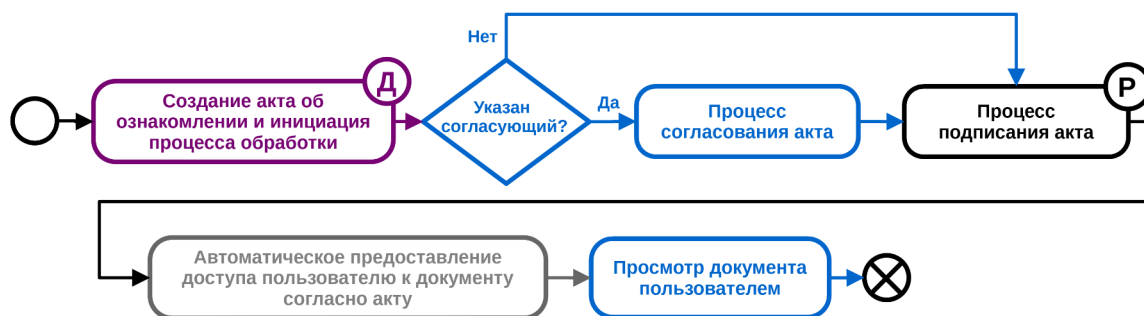 Нет
Д
Р
Создание акта об
ознакомлении и инициация
процесса обработки
Указан
согласующий?
Да
Процесс
согласования акта
Процесс
подписания акта
Автоматическое предоставление
доступа пользователю к документу
согласно акту
Просмотр документа
пользователем